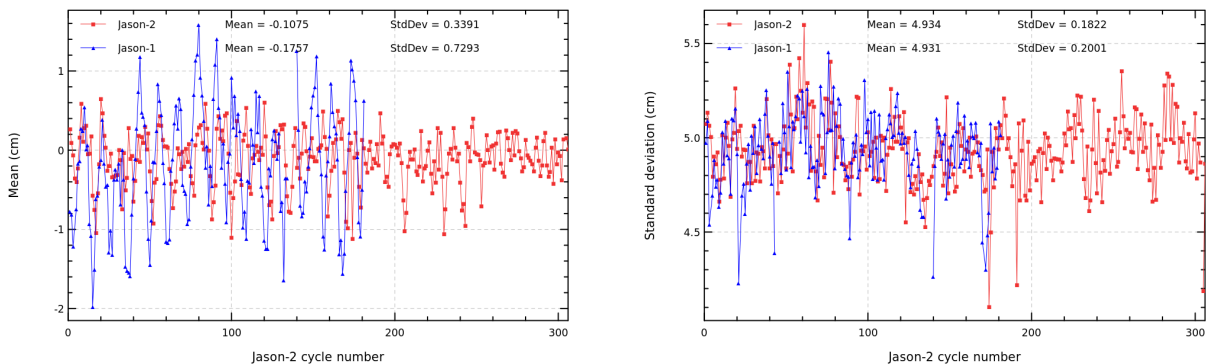 Jason-2 Mean = -0.1075 StdDev = 0.3391
Jason-1 Mean = -0.1757 StdDev = 0.7293
1
0
-1
-2
Mean (cm)
0 100 200 300
Jason-2 cycle number
Jason-2 Mean = 4.934 StdDev = 0.1822
Jason-1 Mean = 4.931 StdDev = 0.2001
5.5
5.0
4.5
Standard deviation (cm)
0 100 200 300
Jason-2 cycle number